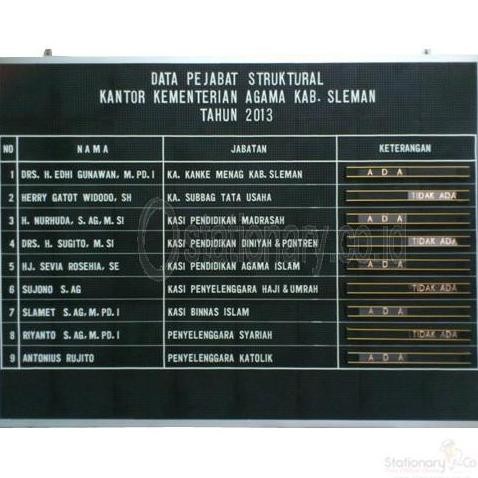 DATA PEJABAT STRUKTURAL
KANTOR KEMENTERIAN AGAMA KAB. SLEMAN
TAHUN 2013
NO NAMA JABATAN KETERANGAN
1 DRS. H. EDHI GUNAWAN, M. PD. I KA. KANKE MENAG KAB. SLEMAN ADA
2 HERRY GATOT WIDODO, SH KA. SUBBAG TATA USAHA TIDAK ADA
3 H. NURHUDA, S. AG, M. SI KASI PENDIDIKAN MADRASAH ADA
4 DRS. H. SUGITO, M. SI KASI PENDIDIKAN DINIYAH & PONTREN TIDAK ADA
5 HJ. SEVIA ROSEHIA, SE KASI PENDIDIKAN AGAMA ISLAM ADA
6 SUJONO S. AG KASI PENYELENGGARA HAJI & UMRAH TIDAK ADA
7 SLAMET S. AG, M. PD. I KASI BINNAS ISLAM ADA
8 RIYANTO S. AG, M. PD. I PENYELENGGARA SYARIAH TIDAK ADA
9 ANTONIUS RUJITO PENYELENGGARA KATOLIK ADA
stationary.co.id
Stationary Co